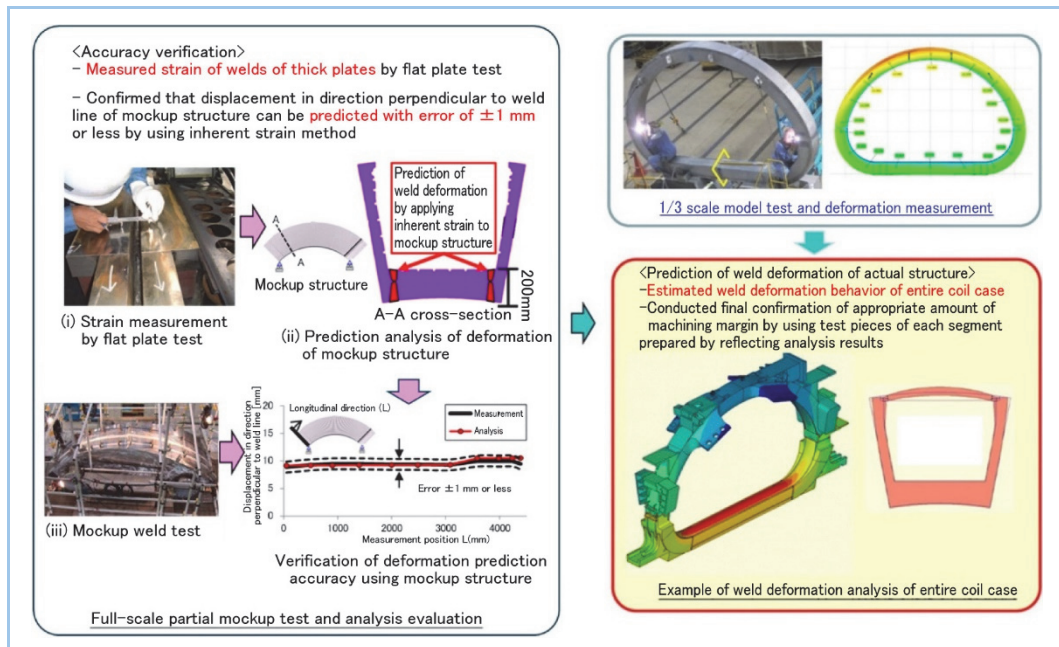 <Accuracy verification>
- Measured strain of welds of thick plates by flat plate test
- Confirmed that displacement in direction perpendicular to weld
line of mockup structure can be predicted with error of ±1 mm
or less by using inherent strain method
A
A
Mockup structure
Prediction of
weld deformation
by applying
inherent strain to
mockup structure
200mm
A-A cross-section
(i) Strain measurement
by flat plate test
(ii) Prediction analysis of deformation
of mockup structure
(iii) Mockup weld test
Displacement in direction
perpendicular to weld line [mm]
Longitudinal direction (L)
Measurement
Analysis
0
5
10
15
20
Error ±1 mm or less
0
1000
2000
3000
4000
Measurement position L(mm)
Verification of deformation prediction
accuracy using mockup structure
Full-scale partial mockup test and analysis evaluation
1/3 scale model test and deformation measurement
<Prediction of weld deformation of actual structure>
-Estimated weld deformation behavior of entire coil case
-Conducted final confirmation of appropriate amount of
machining margin by using test pieces of each segment
prepared by reflecting analysis results
Example of weld deformation analysis of entire coil case